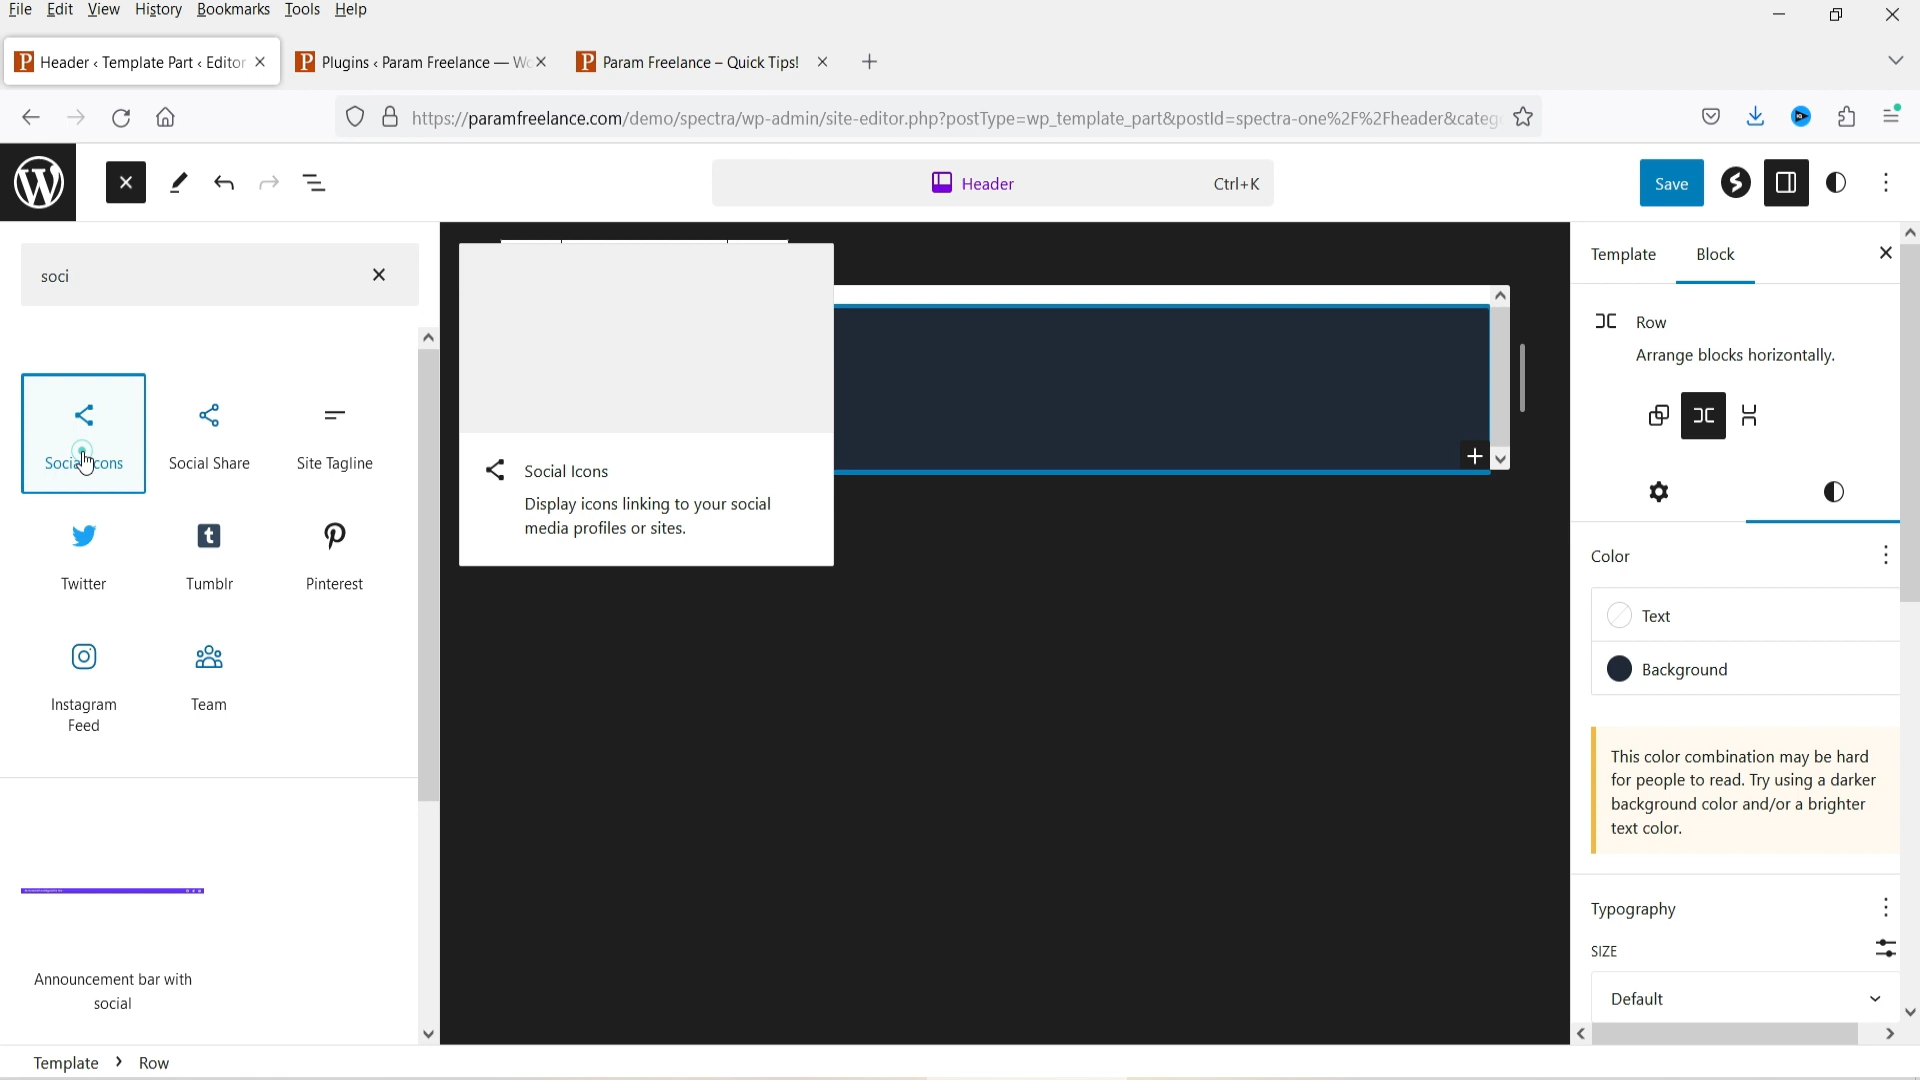 File Edit View History Bookmarks Tools Help
Header ‹ Template Part ‹ Editor
Plugins ‹ Param Freelance — Wo
Param Freelance – Quick Tips!
https://paramfreelance.com/demo/spectra/wp-admin/site-editor.php?postType=wp_template_part&postId=spectra-one%2F%2Fheader&catego
Header
Ctrl+K
Save
soci
Template
Block
Row
Arrange blocks horizontally.
Social Icons
Social Share
Site Tagline
Social Icons
Display icons linking to your social
media profiles or sites.
Twitter
Tumblr
Pinterest
Color
Text
Background
Instagram
Feed
Team
This color combination may be hard
for people to read. Try using a darker
background color and/or a brighter
text color.
Typography
SIZE
Default
Announcement bar with
social
Template › Row